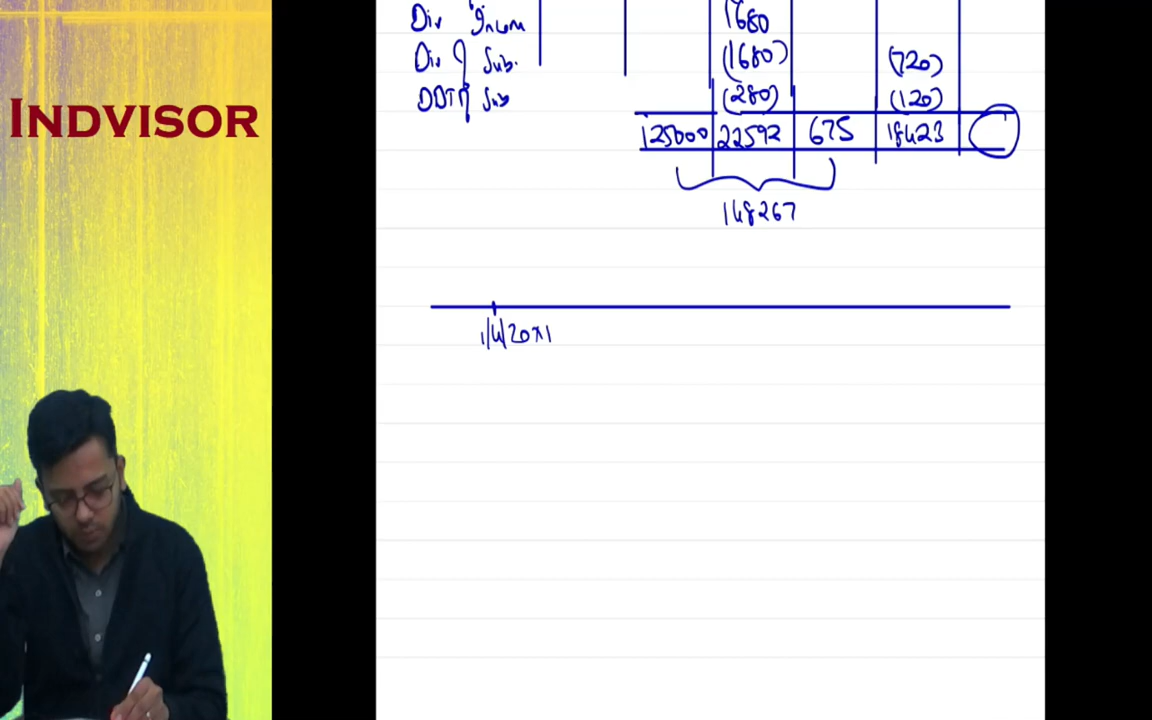 INDVISOR
Div Incom 1680
Div of Sub. (1680) (720)
DDT of Sub (280) (120)
125000 22592 675 18423
148267
1/4/20X1